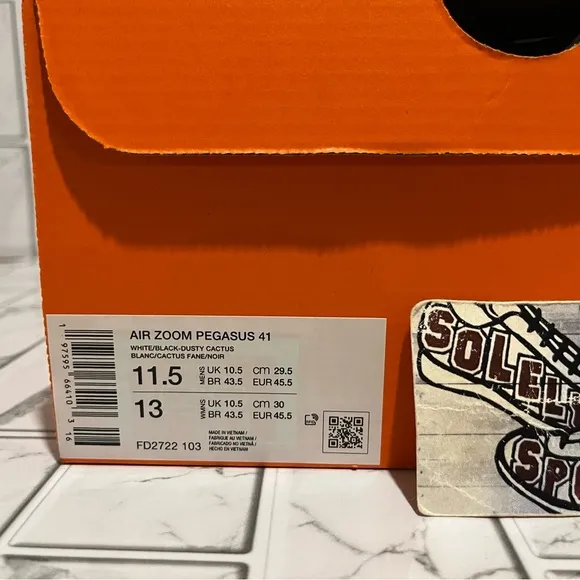 AIR ZOOM PEGASUS 41
WHITE/BLACK-DUSTY CACTUS
BLANC/CACTUS FANE/NOIR
11.5 MENS UK 10.5 CM 29.5
BR 43.5 EUR 45.5
13 WMNS UK 10.5 CM 30
BR 43.5 EUR 45.5
FD2722 103
MADE IN VIETNAM /
FABRIQUE AU VIETNAM /
FABRICADO NO VIETNÃ /
HECHO EN VIETNAM
RFID
1 97595 66410 3 16
SOLEL
SPO